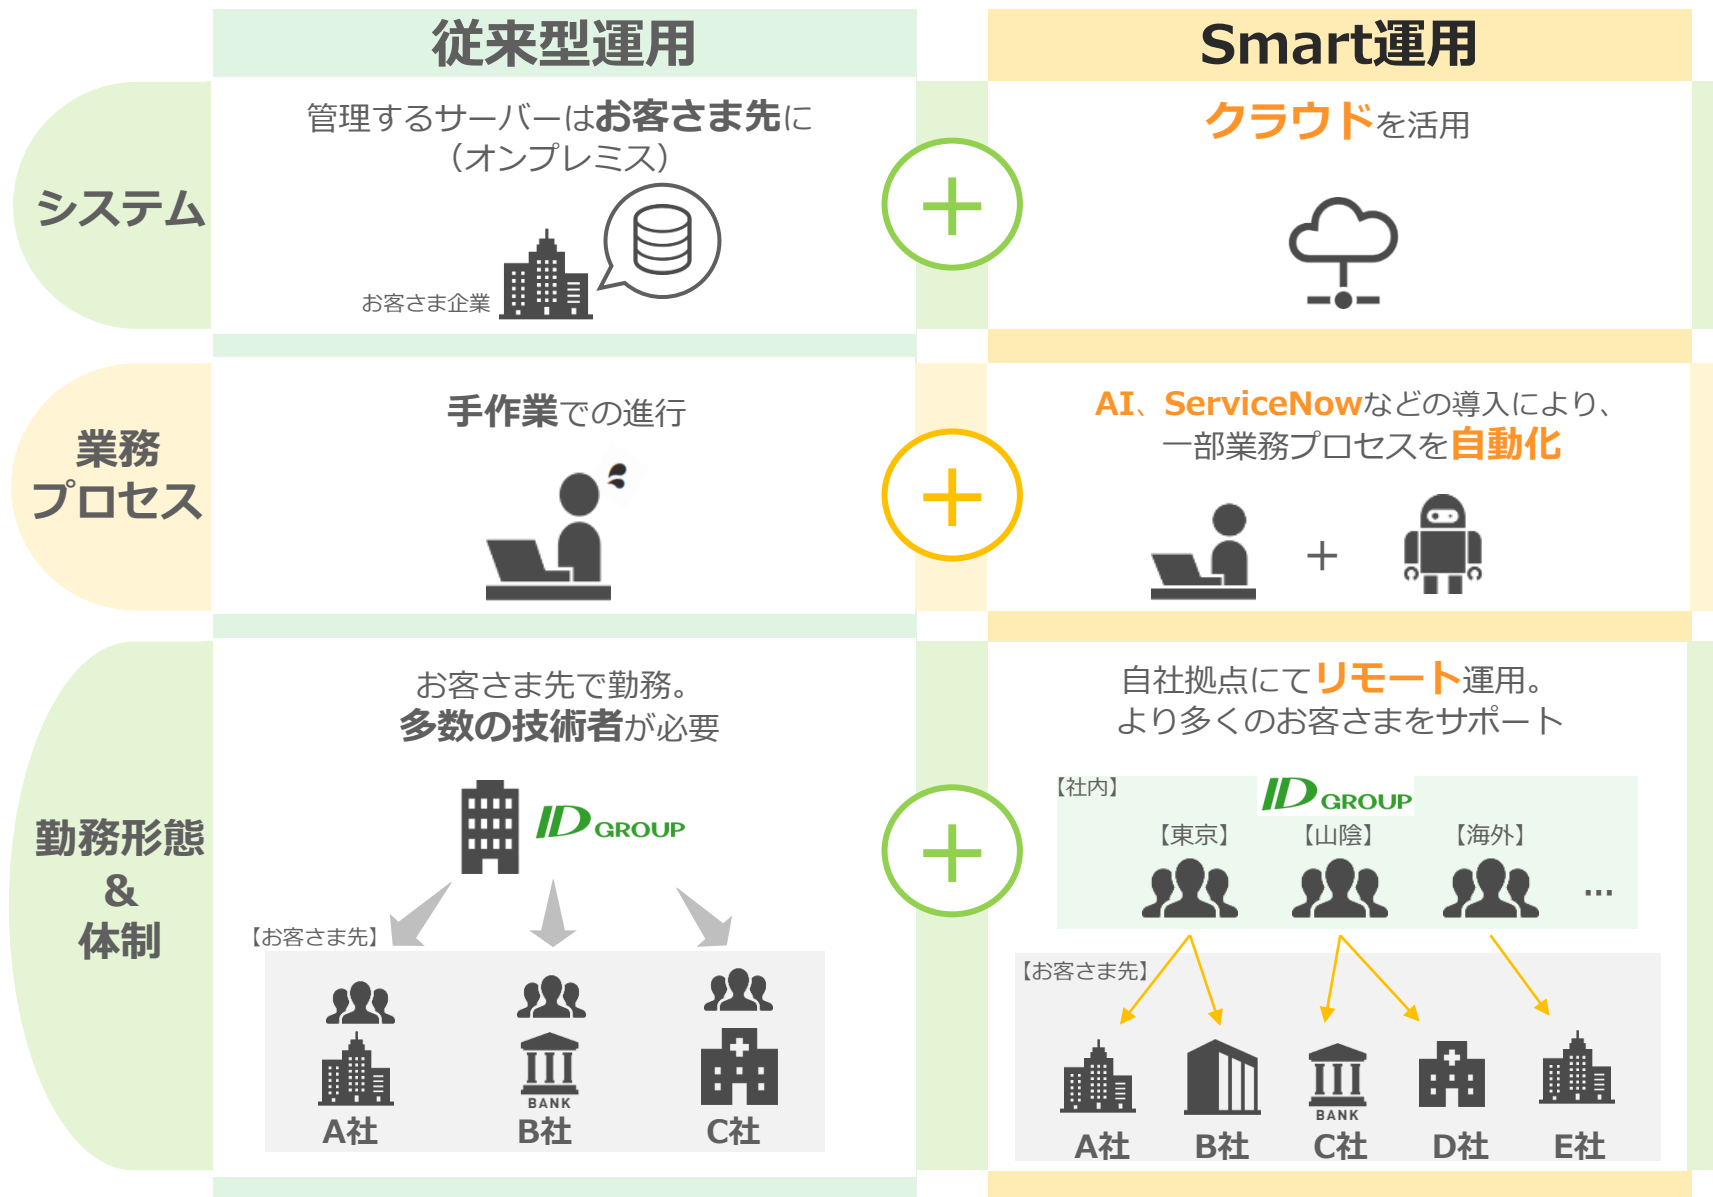 従来型運用
Smart運用
システム
管理するサーバーはお客さま先に
（オンプレミス）
お客さま企業
＋
クラウドを活用
業務
プロセス
手作業での進行
＋
AI、ServiceNowなどの導入により、
一部業務プロセスを自動化
＋
勤務形態
&
体制
お客さま先で勤務。
多数の技術者が必要
ID GROUP
【お客さま先】
BANK
A社
B社
C社
＋
自社拠点にてリモート運用。
より多くのお客さまをサポート
【社内】
ID GROUP
【東京】
【山陰】
【海外】
…
【お客さま先】
BANK
A社
B社
C社
D社
E社